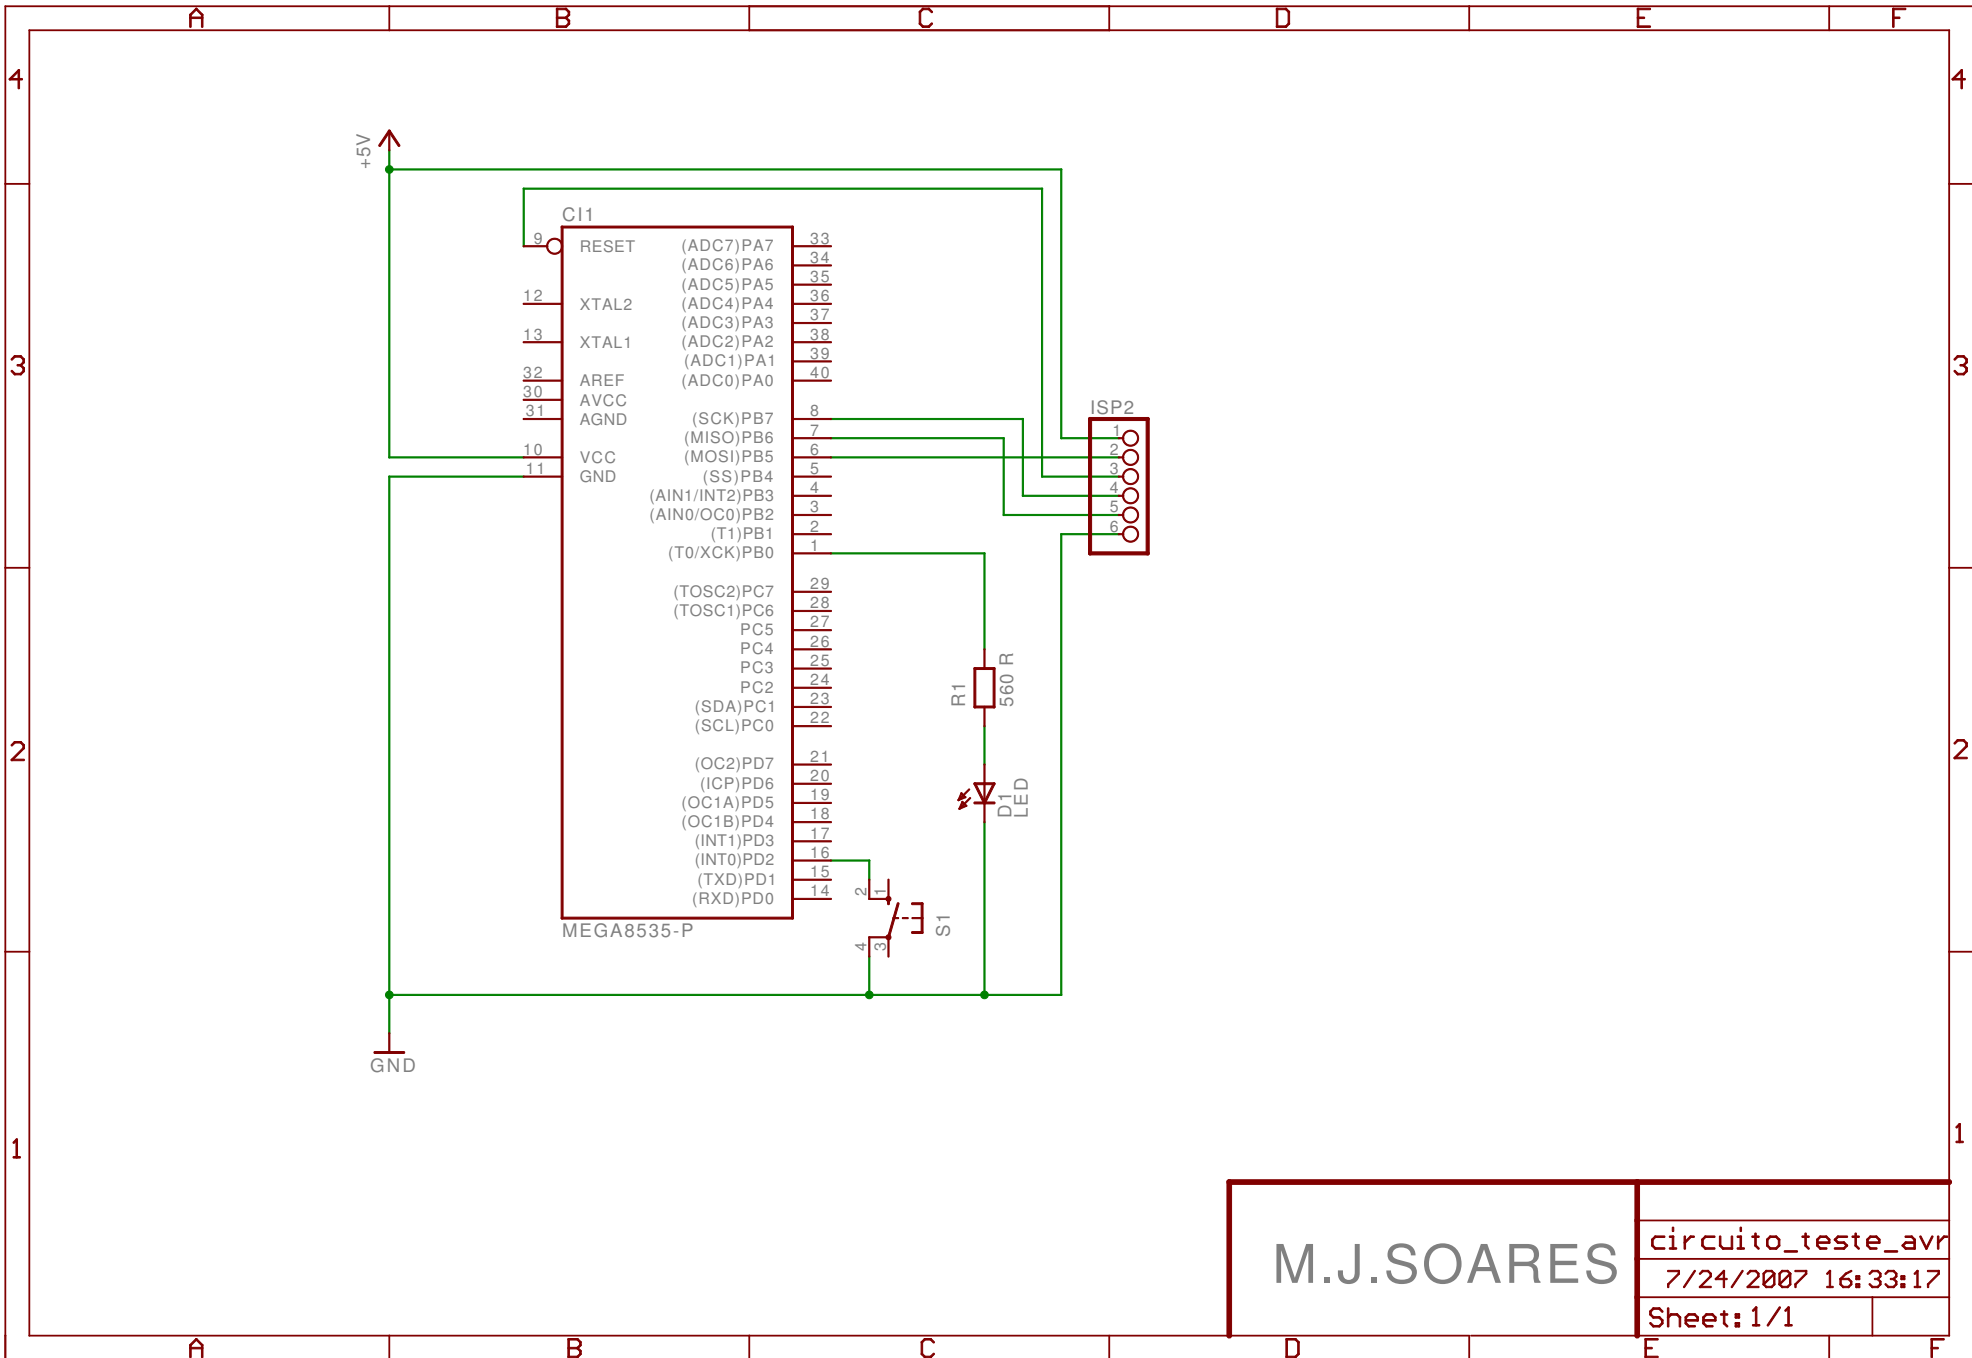 A B C D E F
4 4
+5V
CI1
9 RESET (ADC7)PA7 33
(ADC6)PA6 34
(ADC5)PA5 35
12 XTAL2 (ADC4)PA4 36
(ADC3)PA3 37
13 XTAL1 (ADC2)PA2 38
(ADC1)PA1 39
3 3
32 AREF (ADC0)PA0 40
30 AVCC
31 AGND (SCK)PB7 8
ISP2
(MISO)PB6 7 1
10 VCC (MOSI)PB5 6 2
11 GND (SS)PB4 5 3
(AIN1/INT2)PB3 4 4
(AIN0/OC0)PB2 3 5
(T1)PB1 2 6
(T0/XCK)PB0 1
(TOSC2)PC7 29
(TOSC1)PC6 28
PC5 27
PC4 26
PC3 25
PC2 24
(SDA)PC1 23
(SCL)PC0 22
R1
560 R
2 2
(OC2)PD7 21
(ICP)PD6 20
(OC1A)PD5 19
(OC1B)PD4 18
(INT1)PD3 17
(INT0)PD2 16
(TXD)PD1 15
(RXD)PD0 14
D1
LED
2 1
4 3
S1
MEGA8535-P
GND
1 1
M.J.SOARES
circuito_teste_avr
7/24/2007 16:33:17
Sheet: 1/1
A B C D E F